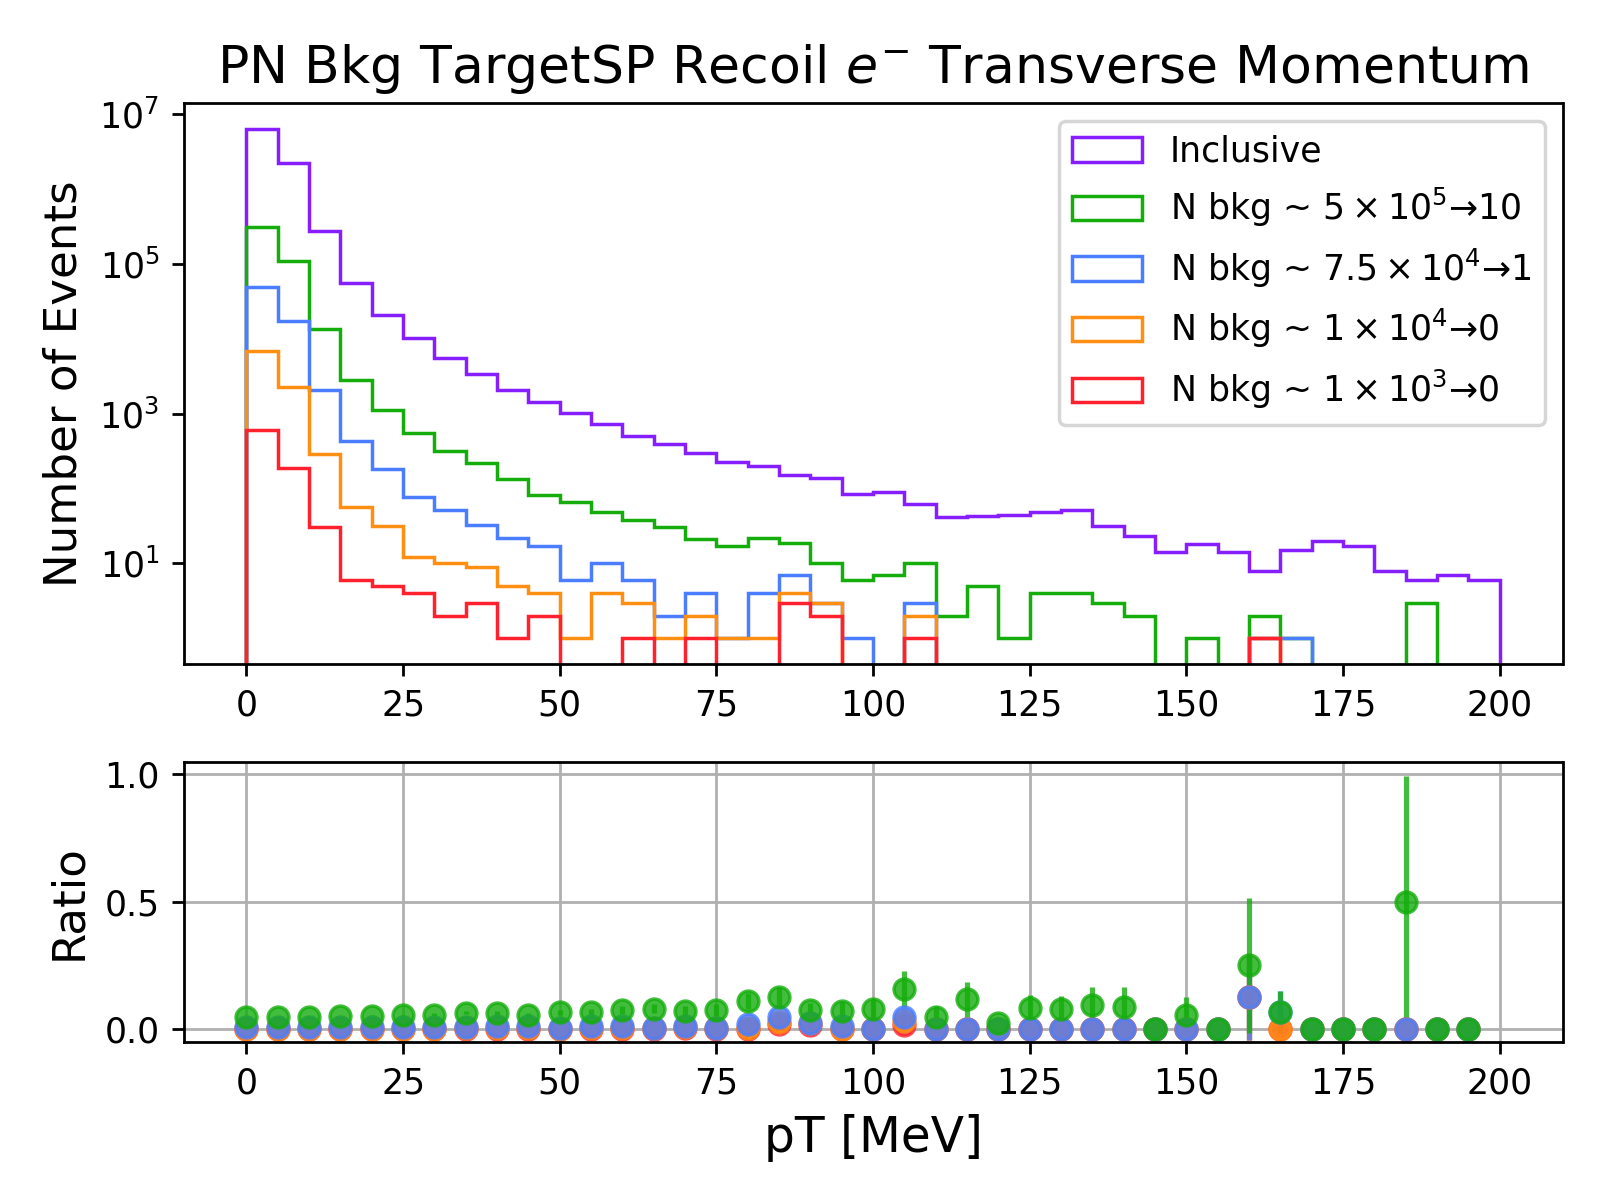 PN Bkg TargetSP Recoil e⁻ Transverse Momentum
Number of Events
10⁷
10⁵
10³
10¹
Inclusive
N bkg ~ 5 × 10⁵→10
N bkg ~ 7.5 × 10⁴→1
N bkg ~ 1 × 10⁴→0
N bkg ~ 1 × 10³→0
0 25 50 75 100 125 150 175 200
Ratio
1.0
0.5
0.0
0 25 50 75 100 125 150 175 200
pT [MeV]